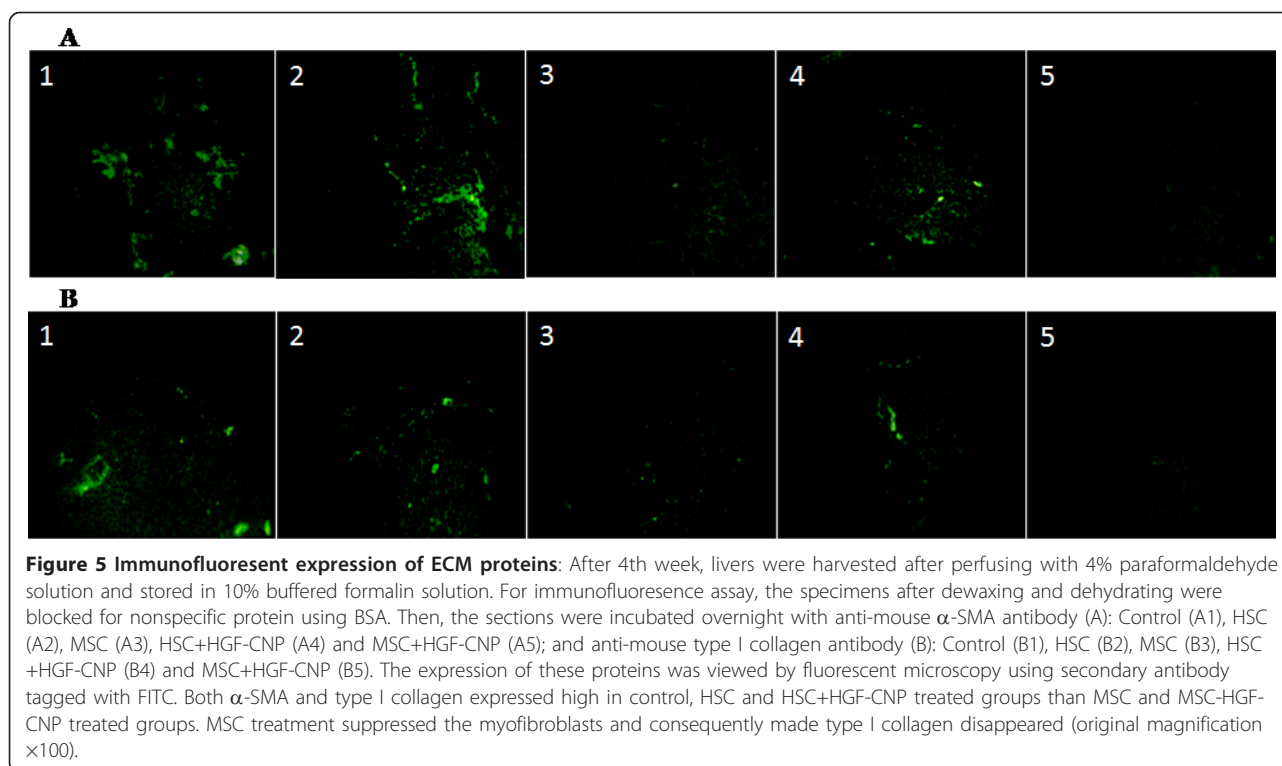 A
1 2 3 4 5
B
1 2 3 4 5
Figure 5 Immunofluoresent expression of ECM proteins: After 4th week, livers were harvested after perfusing with 4% paraformaldehyde
solution and stored in 10% buffered formalin solution. For immunofluoresence assay, the specimens after dewaxing and dehydrating were
blocked for nonspecific protein using BSA. Then, the sections were incubated overnight with anti-mouse α-SMA antibody (A): Control (A1), HSC
(A2), MSC (A3), HSC+HGF-CNP (A4) and MSC+HGF-CNP (A5); and anti-mouse type I collagen antibody (B): Control (B1), HSC (B2), MSC (B3), HSC
+HGF-CNP (B4) and MSC+HGF-CNP (B5). The expression of these proteins was viewed by fluorescent microscopy using secondary antibody
tagged with FITC. Both α-SMA and type I collagen expressed high in control, HSC and HSC+HGF-CNP treated groups than MSC and MSC-HGF-
CNP treated groups. MSC treatment suppressed the myofibroblasts and consequently made type I collagen disappeared (original magnification
×100).